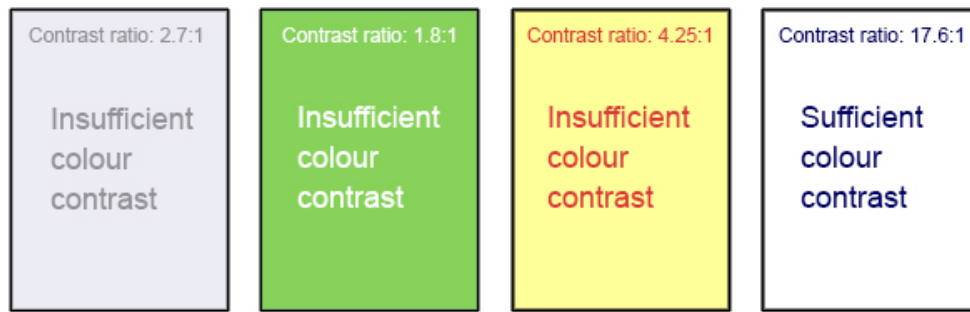 Contrast ratio: 2.7:1
Insufficient
colour
contrast
Contrast ratio: 1.8:1
Insufficient
colour
contrast
Contrast ratio: 4.25:1
Insufficient
colour
contrast
Contrast ratio: 17.6:1
Sufficient
colour
contrast